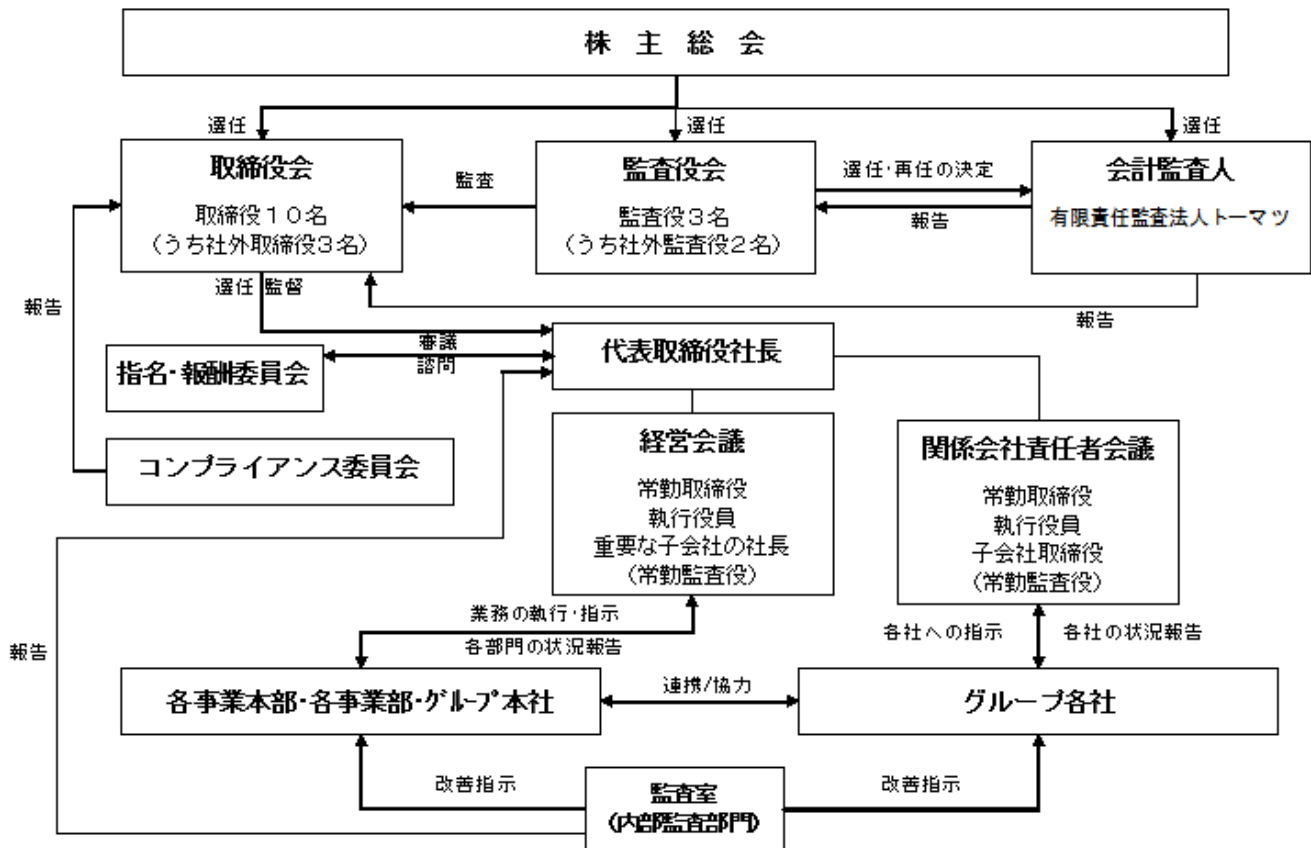 株 主 総 会
選任
選任
選任
取締役会
取締役10名
(うち社外取締役3名)
監査
監査役会
監査役3名
(うち社外監査役2名)
選任・再任の決定
報告
会計監査人
有限責任監査法人トーマツ
報告
選任 監督
報告
審議
諮問
代表取締役社長
指名・報酬委員会
コンプライアンス委員会
経営会議
常勤取締役
執行役員
重要な子会社の社長
(常勤監査役)
関係会社責任者会議
常勤取締役
執行役員
子会社取締役
(常勤監査役)
業務の執行・指示
各部門の状況報告
各社への指示
各社の状況報告
報告
各事業本部・各事業部・グループ本社
連携/協力
グループ各社
改善指示
監査室
(内部監査部門)
改善指示